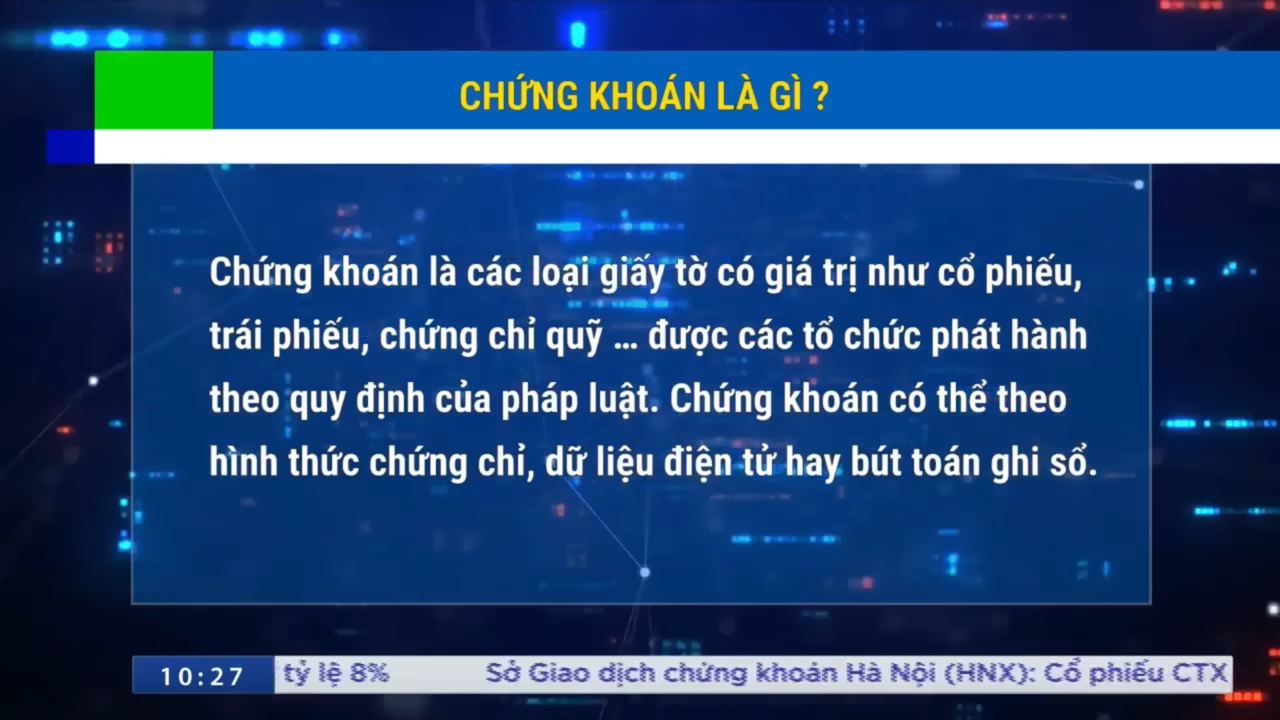 CHỨNG KHOÁN LÀ GÌ ?
Chứng khoán là các loại giấy tờ có giá trị như cổ phiếu,
trái phiếu, chứng chỉ quỹ ... được các tổ chức phát hành
theo quy định của pháp luật. Chứng khoán có thể theo
hình thức chứng chỉ, dữ liệu điện tử hay bút toán ghi sổ.
10:27 tỷ lệ 8% Sở Giao dịch chứng khoán Hà Nội (HNX): Cổ phiếu CTX